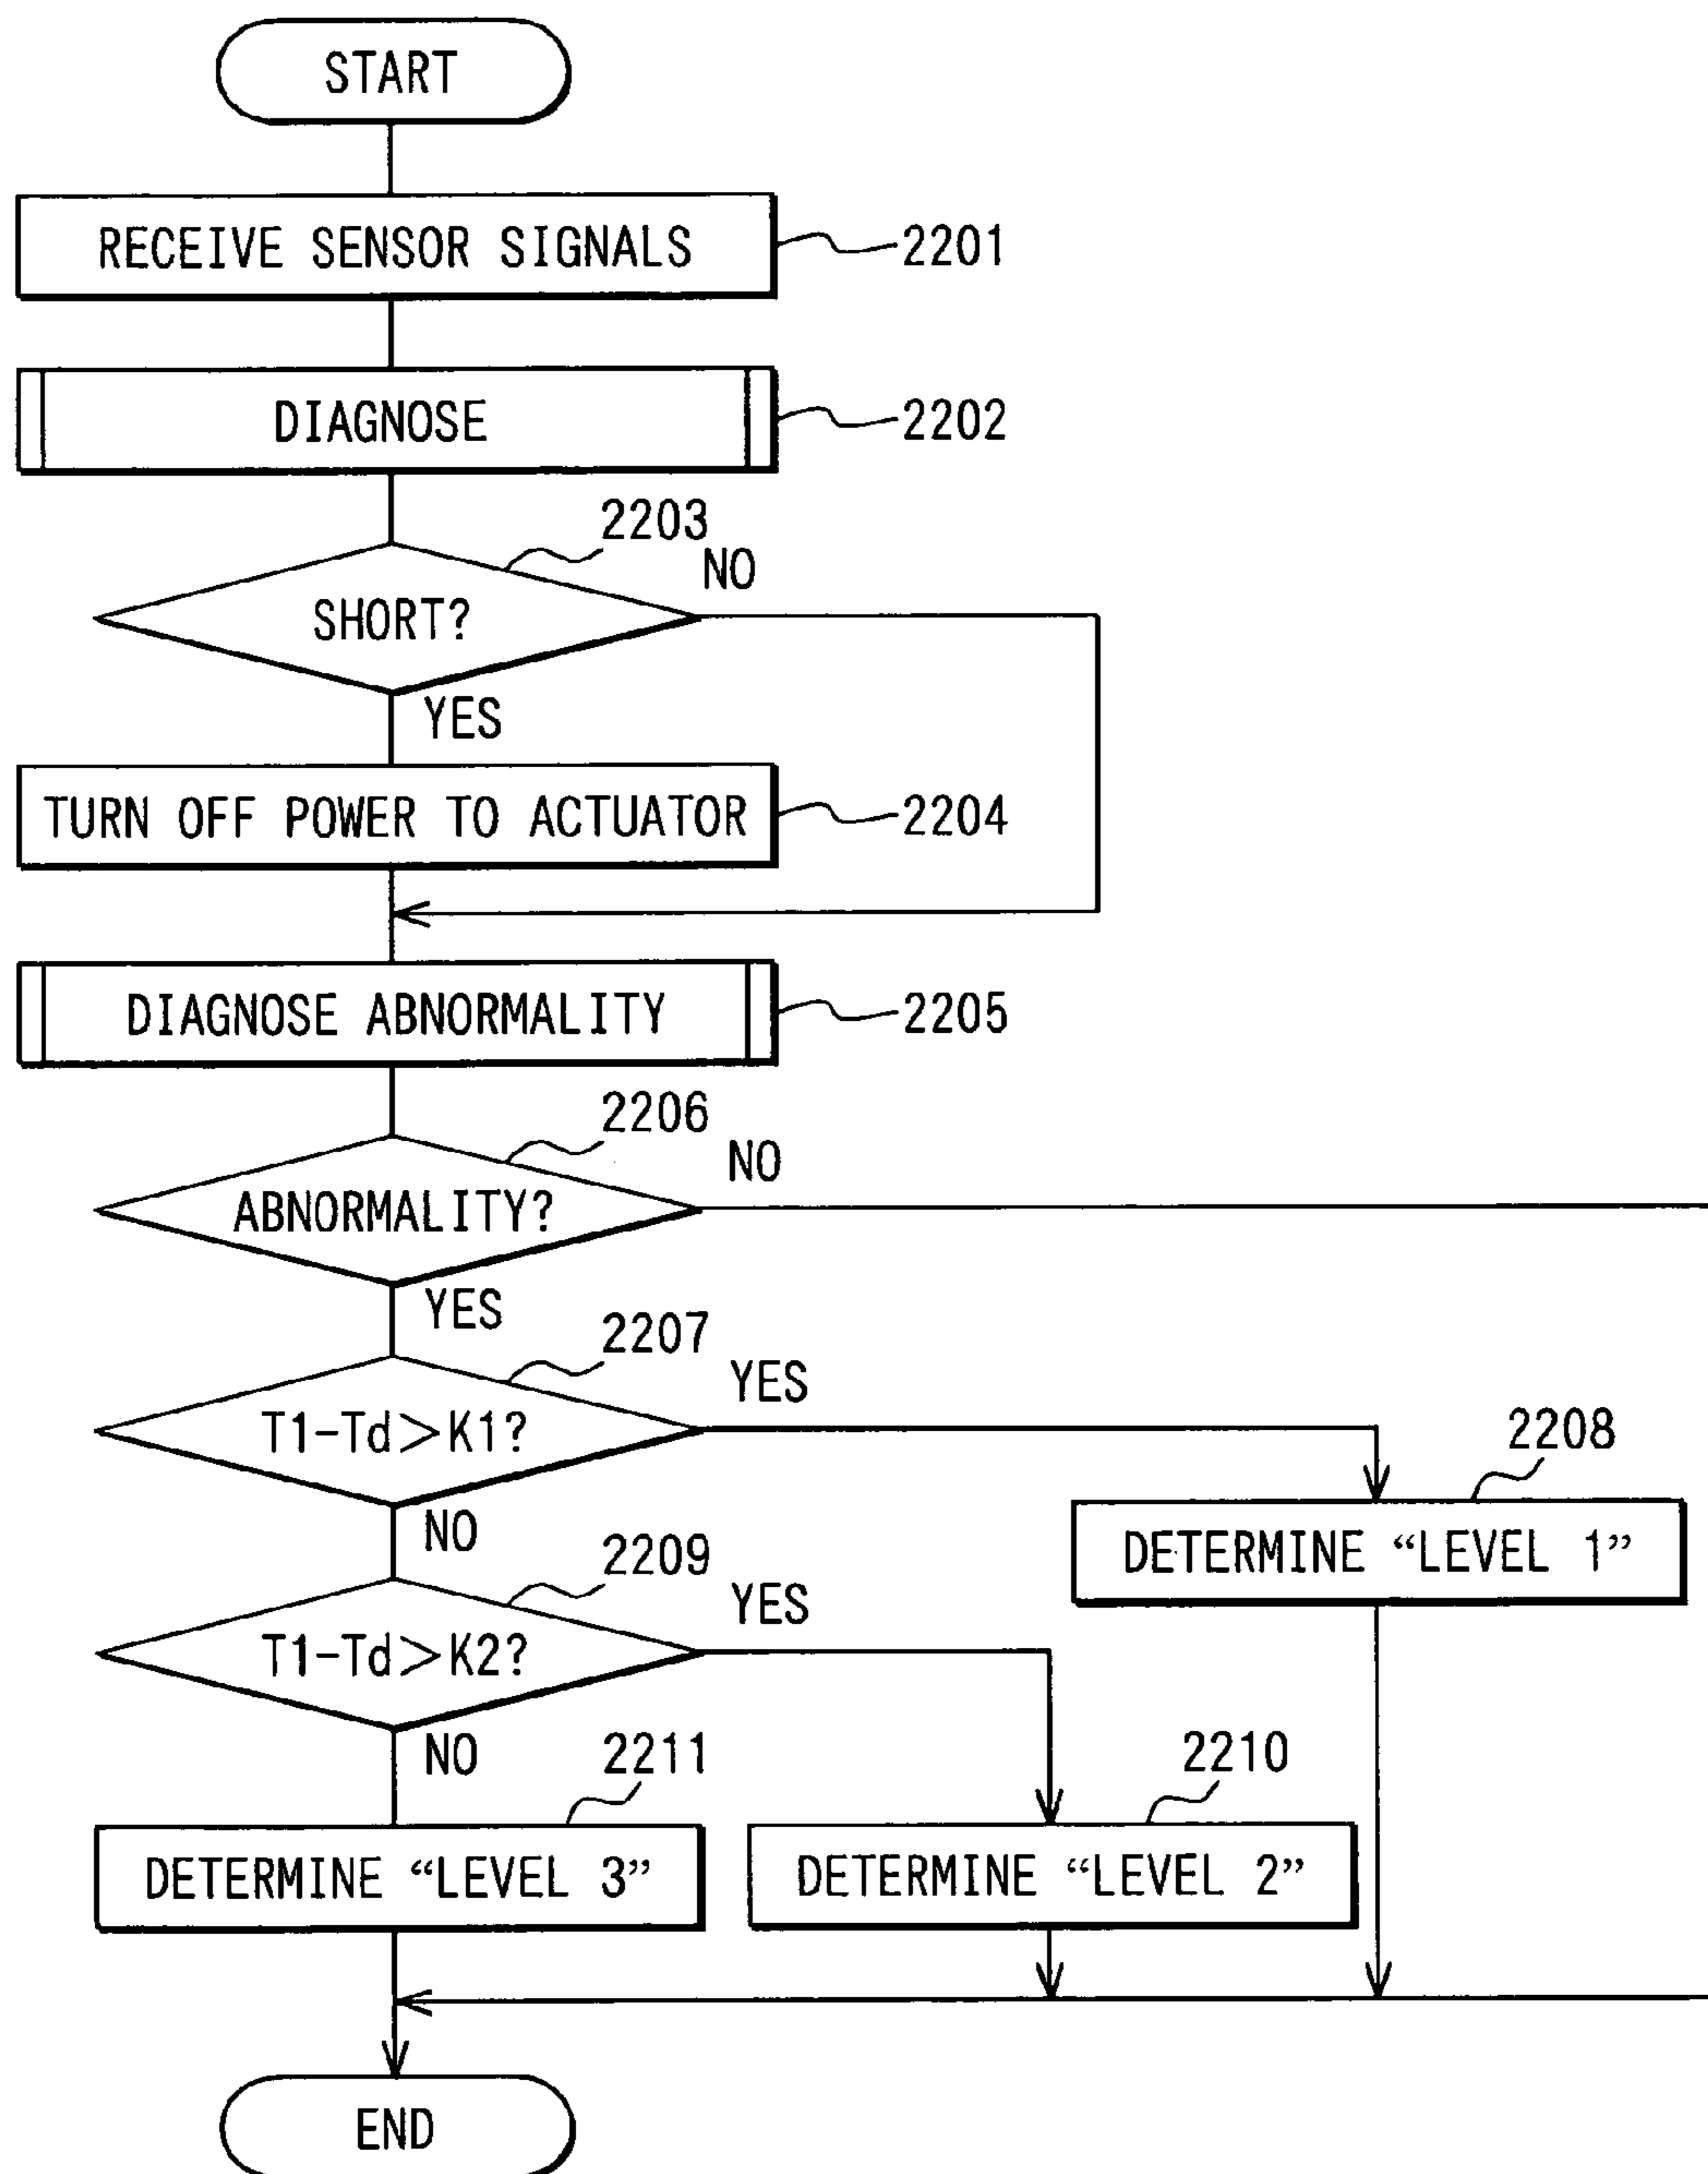 START
RECEIVE SENSOR SIGNALS
2201
DIAGNOSE
2202
2203
SHORT?
NO
YES
TURN OFF POWER TO ACTUATOR
2204
DIAGNOSE ABNORMALITY
2205
2206
ABNORMALITY?
NO
YES
2207
T1-Td>K1?
YES
2208
DETERMINE “LEVEL 1”
NO
2209
T1-Td>K2?
YES
NO
2211
2210
DETERMINE “LEVEL 3”
DETERMINE “LEVEL 2”
END